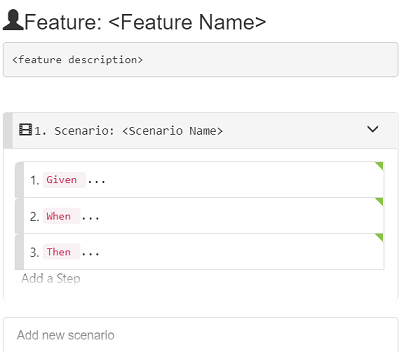 Feature: <Feature Name>
<feature description>
1. Scenario: <Scenario Name>
1. Given ...
2. When ...
3. Then ...
Add a Step
Add new scenario